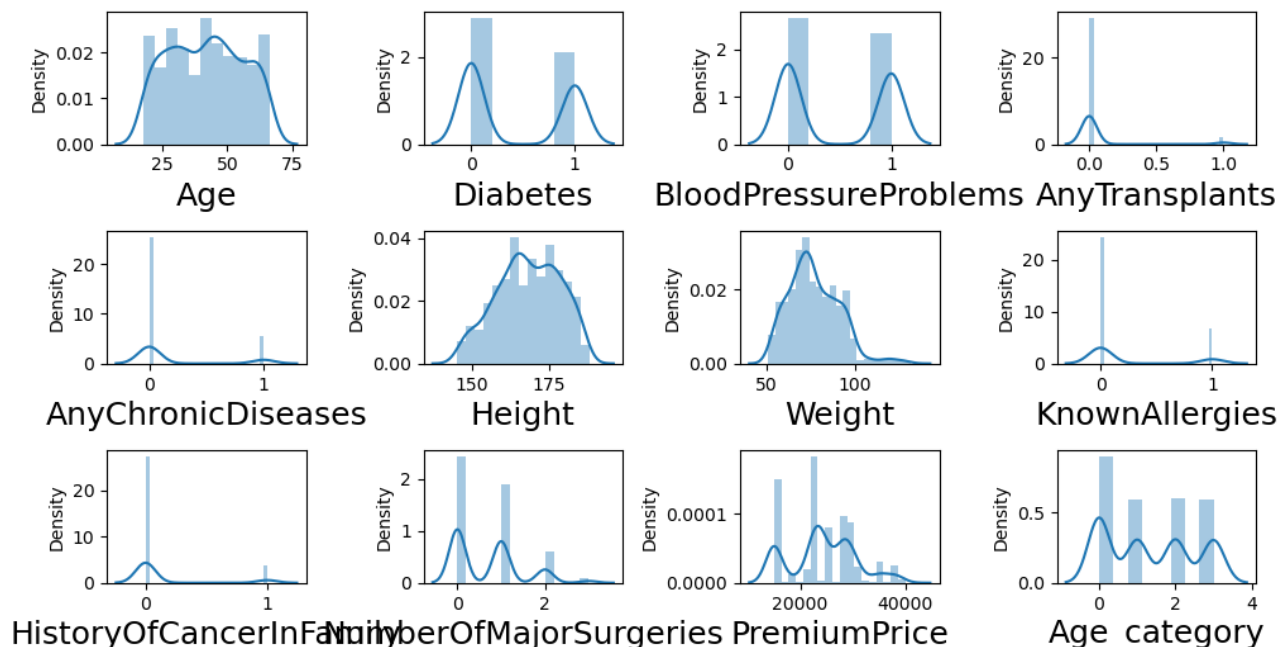 Density 0.02 0.01 0.00 25 50 75 Age
Density 2 0 0 1 Diabetes
Density 2 1 0 0 1 BloodPressureProblems
Density 20 0 0.0 0.5 1.0 AnyTransplants
Density 20 10 0 0 1 AnyChronicDiseases
Density 0.04 0.02 0.00 150 175 Height
Density 0.02 0.00 50 100 Weight
Density 20 10 0 0 1 KnownAllergies
Density 20 10 0 0 1 HistoryOfCancerInFamily
Density 2 1 0 0 2 NumberOfMajorSurgeries
Density 0.0001 0.0000 20000 40000 PremiumPrice
Density 0.5 0.0 0 2 4 Age_category